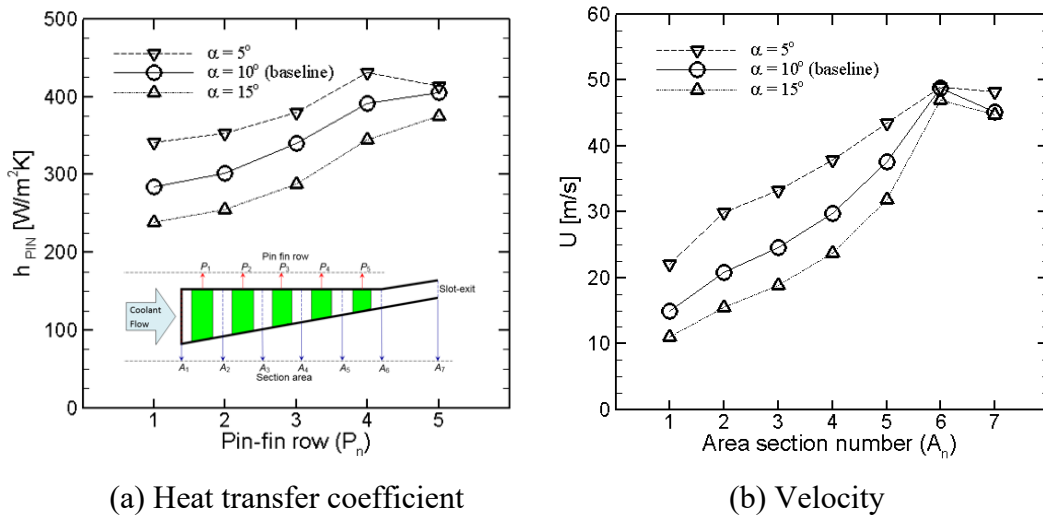 500
400
300
200
100
0
h PIN [W/m²K]
α = 5°
α = 10° (baseline)
α = 15°
Pin fin row
P1 P2 P3 P4 P5
Slot-exit
Coolant
Flow
A1 A2 A3 A4 A5 A6 A7
Section area
1 2 3 4 5
Pin-fin row (Pn)
(a) Heat transfer coefficient
60
50
40
30
20
10
0
U [m/s]
α = 5°
α = 10° (baseline)
α = 15°
1 2 3 4 5 6 7
Area section number (An)
(b) Velocity